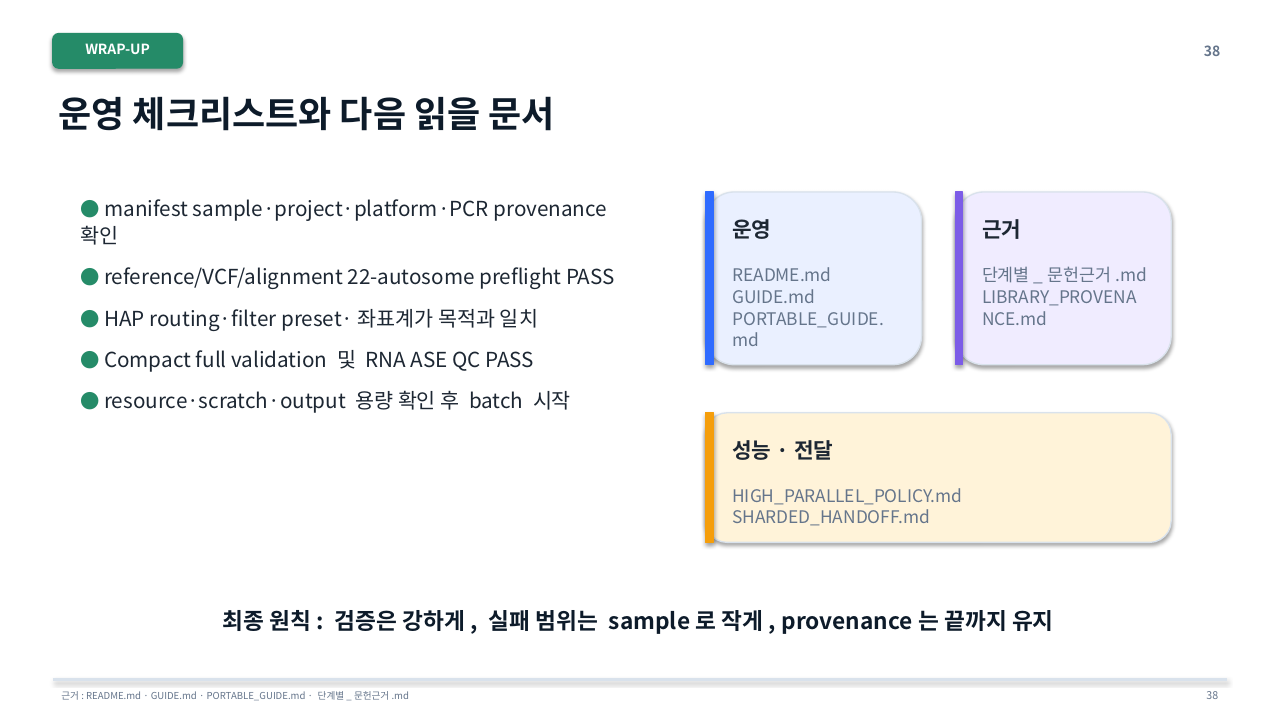 WRAP-UP
38
운영 체크리스트와 다음 읽을 문서
● manifest sample·project·platform·PCR provenance
확인
● reference/VCF/alignment 22-autosome preflight PASS
● HAP routing·filter preset· 좌표계가 목적과 일치
● Compact full validation 및 RNA ASE QC PASS
● resource·scratch·output 용량 확인 후 batch 시작
운영
README.md
GUIDE.md
PORTABLE_GUIDE.
md
근거
단계별 _ 문헌근거 .md
LIBRARY_PROVENA
NCE.md
성능 · 전달
HIGH_PARALLEL_POLICY.md
SHARDED_HANDOFF.md
최종 원칙 : 검증은 강하게 , 실패 범위는 sample 로 작게 , provenance 는 끝까지 유지
근거 : README.md · GUIDE.md · PORTABLE_GUIDE.md · 단계별 _ 문헌근거 .md
38